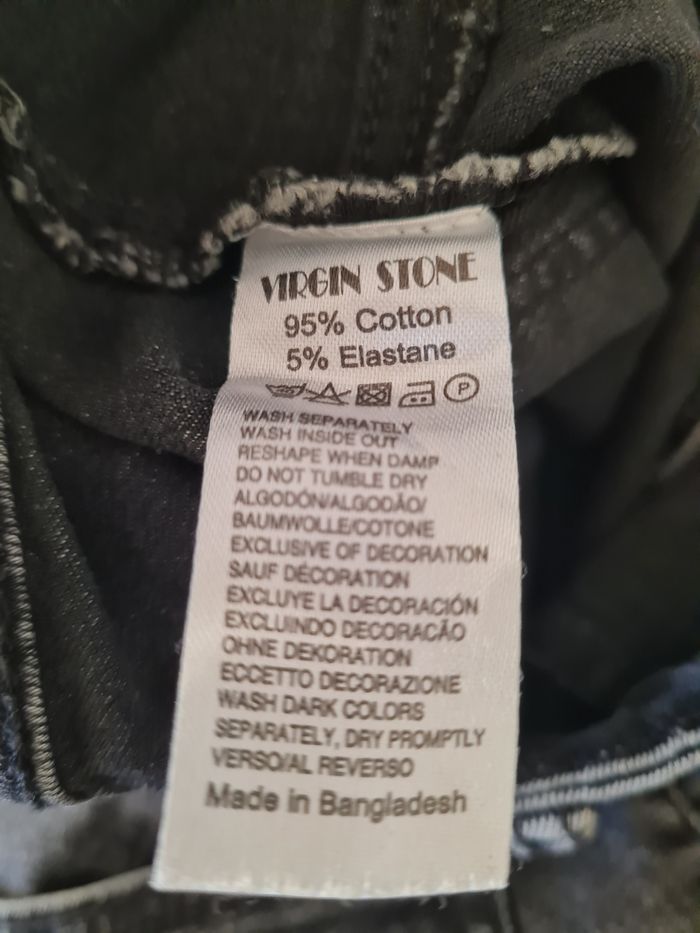 VIRGIN STONE
95% Cotton
5% Elastane
P
WASH SEPARATELY
WASH INSIDE OUT
RESHAPE WHEN DAMP
DO NOT TUMBLE DRY
ALGODÓN/ALGODÃO/
BAUMWOLLE/COTONE
EXCLUSIVE OF DECORATION
SAUF DÉCORATION
EXCLUYE LA DECORACIÓN
EXCLUINDO DECORACÃO
OHNE DEKORATION
ECCETTO DECORAZIONE
WASH DARK COLORS
SEPARATELY, DRY PROMPTLY
VERSO/AL REVERSO
Made in Bangladesh